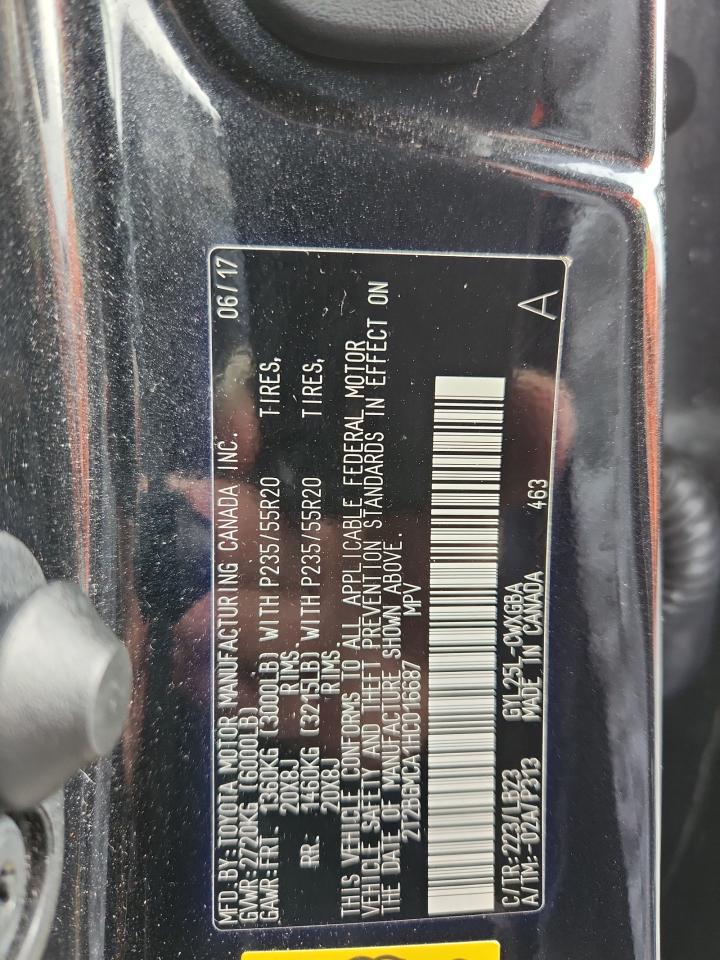 MFD.BY:TOYOTA MOTOR MANUFACTURING CANADA INC. 06/17
GVWR:2720KG (6000LB)
GAWR:FRT. 1360KG (3000LB) WITH P235/55R20 TIRES,
20X8J RIMS.
RR: 1460KG (3215LB) WITH P235/55R20 TIRES,
20X8J RIMS.
THIS VEHICLE CONFORMS TO ALL APPLICABLE FEDERAL MOTOR
VEHICLE SAFETY AND THEFT PREVENTION STANDARDS IN EFFECT ON
THE DATE OF MANUFACTURE SHOWN ABOVE.
2T2BGMCA1HC016687 MPV
C/TR:223/LB23 GYL25L-CWXGBA 463 A
A/TM:-02A/P313 MADE IN CANADA